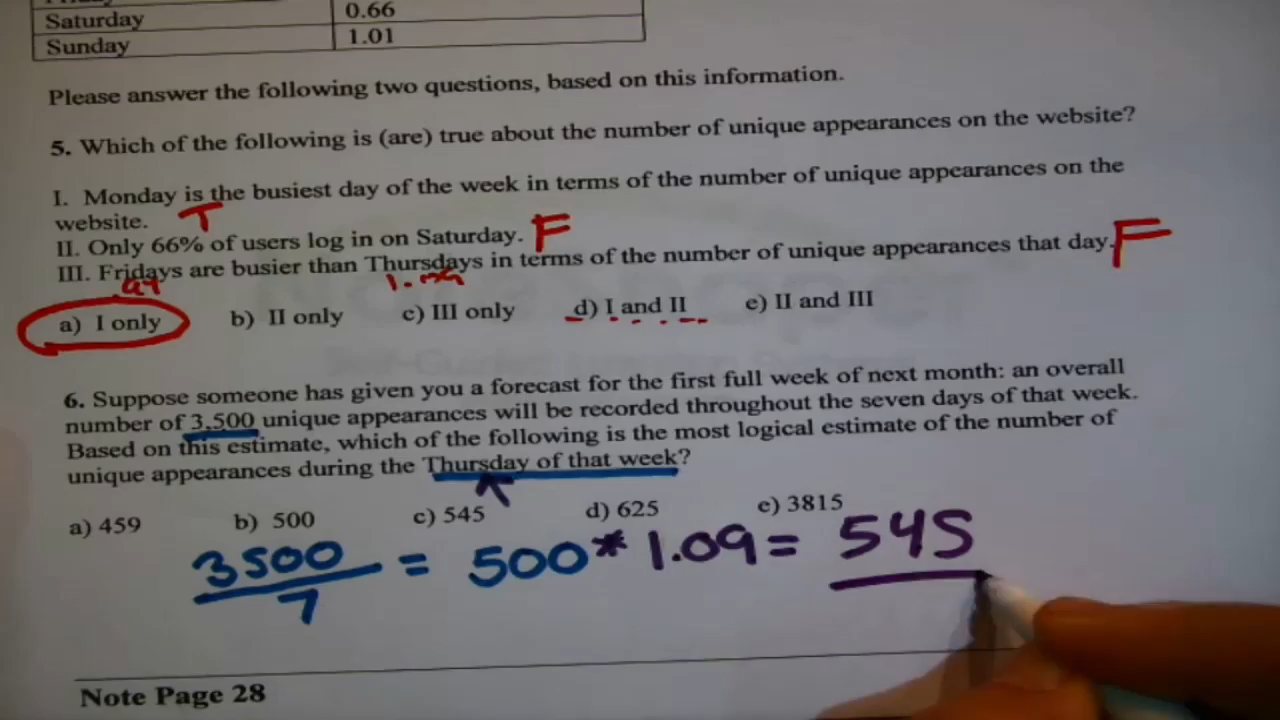 Saturday 0.66
Sunday 1.01
Please answer the following two questions, based on this information.
5. Which of the following is (are) true about the number of unique appearances on the website?
I. Monday is the busiest day of the week in terms of the number of unique appearances on the
website. T
II. Only 66% of users log in on Saturday. F
III. Fridays are busier than Thursdays in terms of the number of unique appearances that day. F
a) I only b) II only c) III only d) I and II e) II and III
6. Suppose someone has given you a forecast for the first full week of next month: an overall
number of 3,500 unique appearances will be recorded throughout the seven days of that week.
Based on this estimate, which of the following is the most logical estimate of the number of
unique appearances during the Thursday of that week?
a) 459 b) 500 c) 545 d) 625 e) 3815
3500 = 500 * 1.09 = 545
7
Note Page 28